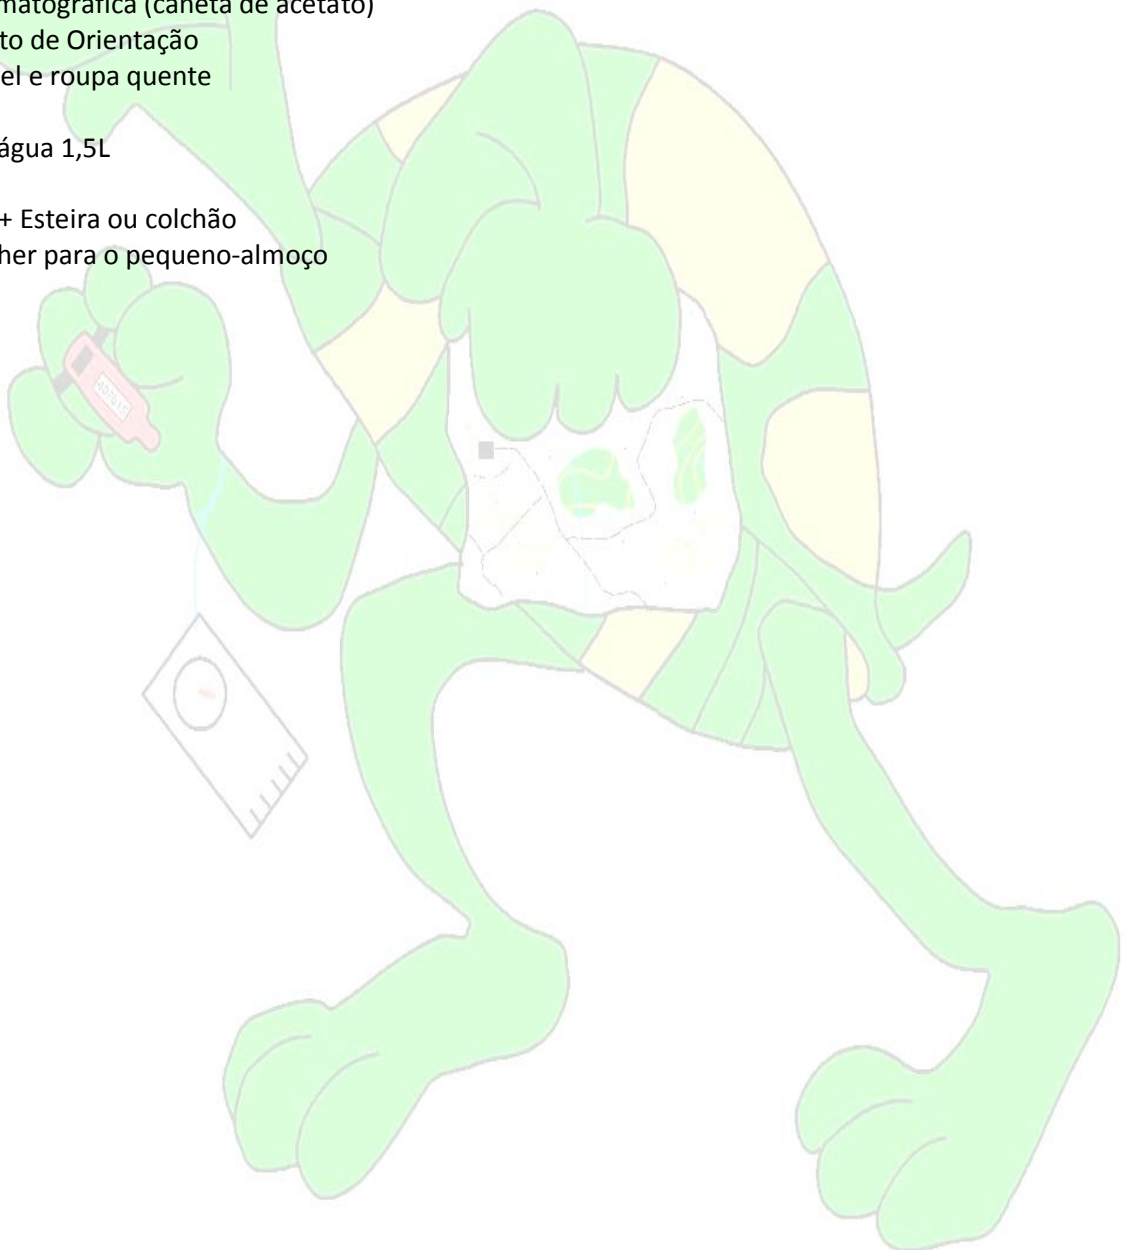 matográfica (caneta de acetato)
to de Orientação
el e roupa quente
água 1,5L
+ Esteira ou colchão
her para o pequeno-almoço